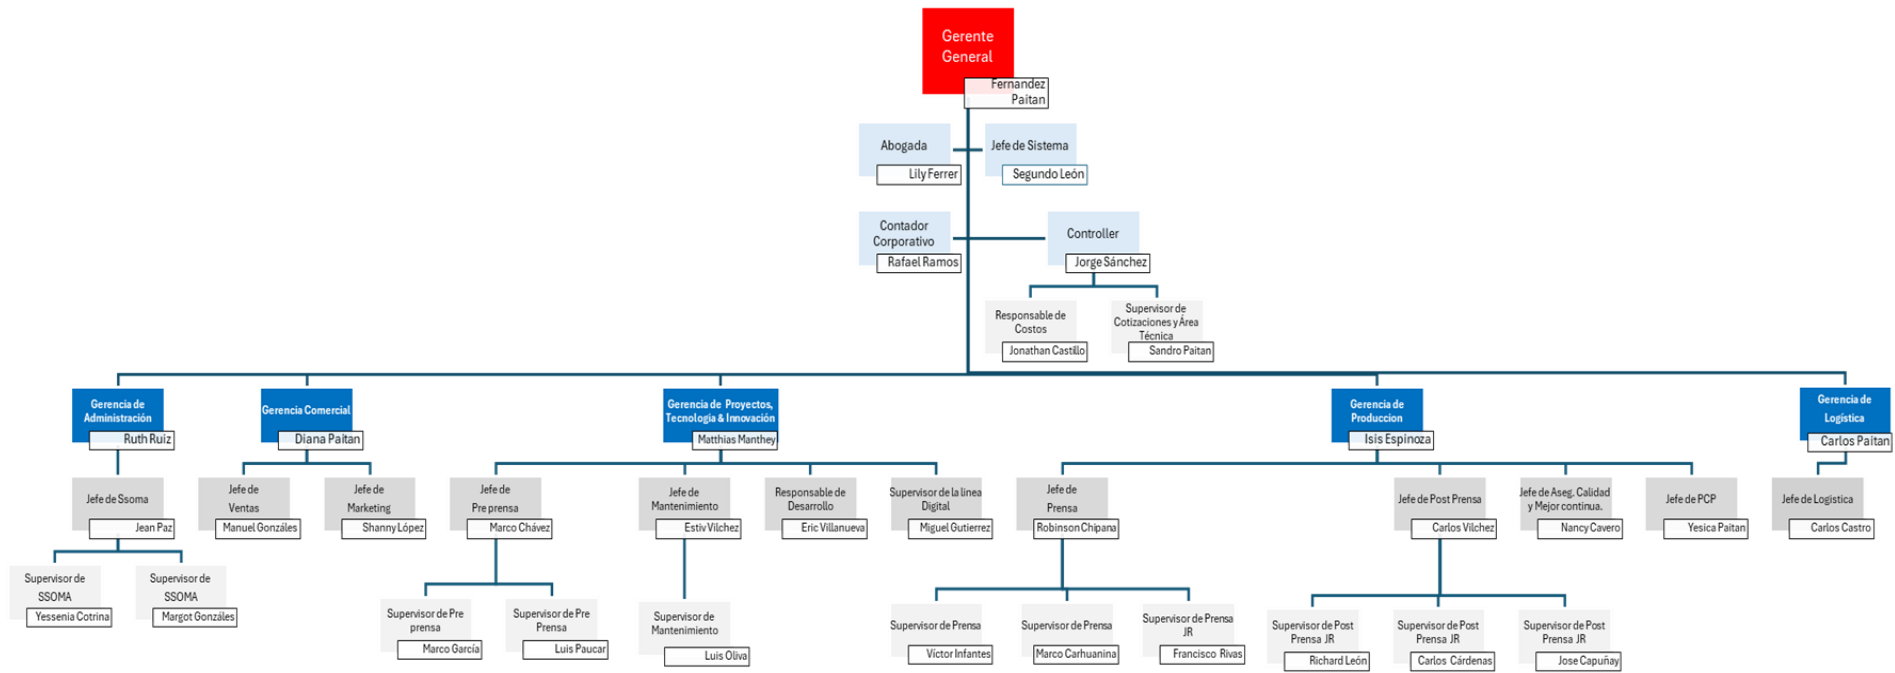 Gerente
General
Fernandez
Paitan
Abogada
Lily Ferrer
Jefe de Sistema
Segundo León
Contador
Corporativo
Rafael Ramos
Controller
Jorge Sánchez
Responsable de
Costos
Jonathan Castillo
Supervisor de
Cotizaciones y Área
Técnica
Sandro Paitan
Gerencia de
Administración
Ruth Ruiz
Gerencia Comercial
Diana Paitan
Gerencia de Proyectos,
Tecnologia & Innovación
Matthias Manthey
Gerencia de
Produccion
Isis Espinoza
Gerencia de
Logística
Carlos Paitan
Jefe de Ssoma
Jean Paz
Jefe de
Ventas
Manuel Gonzáles
Jefe de
Marketing
Shanny López
Jefe de
Pre prensa
Marco Chávez
Jefe de
Mantenimiento
Estiv Vilchez
Responsable de
Desarrollo
Eric Villanueva
Supervisor de la linea
Digital
Miguel Gutierrez
Jefe de
Prensa
Robinson Chipana
Jefe de Post Prensa
Carlos Vilchez
Jefe de Aseg. Calidad
y Mejor continua.
Nancy Cavero
Jefe de PCP
Yesica Paitan
Jefe de Logistica
Carlos Castro
Supervisor de
SSOMA
Yessenia Cotrina
Supervisor de
SSOMA
Margot Gonzáles
Supervisor de Pre
prensa
Marco García
Supervisor de Pre
Prensa
Luis Paucar
Supervisor de
Mantenimiento
Luis Oliva
Supervisor de Prensa
Víctor Infantes
Supervisor de Prensa
Marco Carhuanina
Supervisor de Prensa
JR
Francisco Rivas
Supervisor de Post
Prensa JR
Richard León
Supervisor de Post
Prensa JR
Carlos Cárdenas
Supervisor de Post
Prensa JR
Jose Capuñay